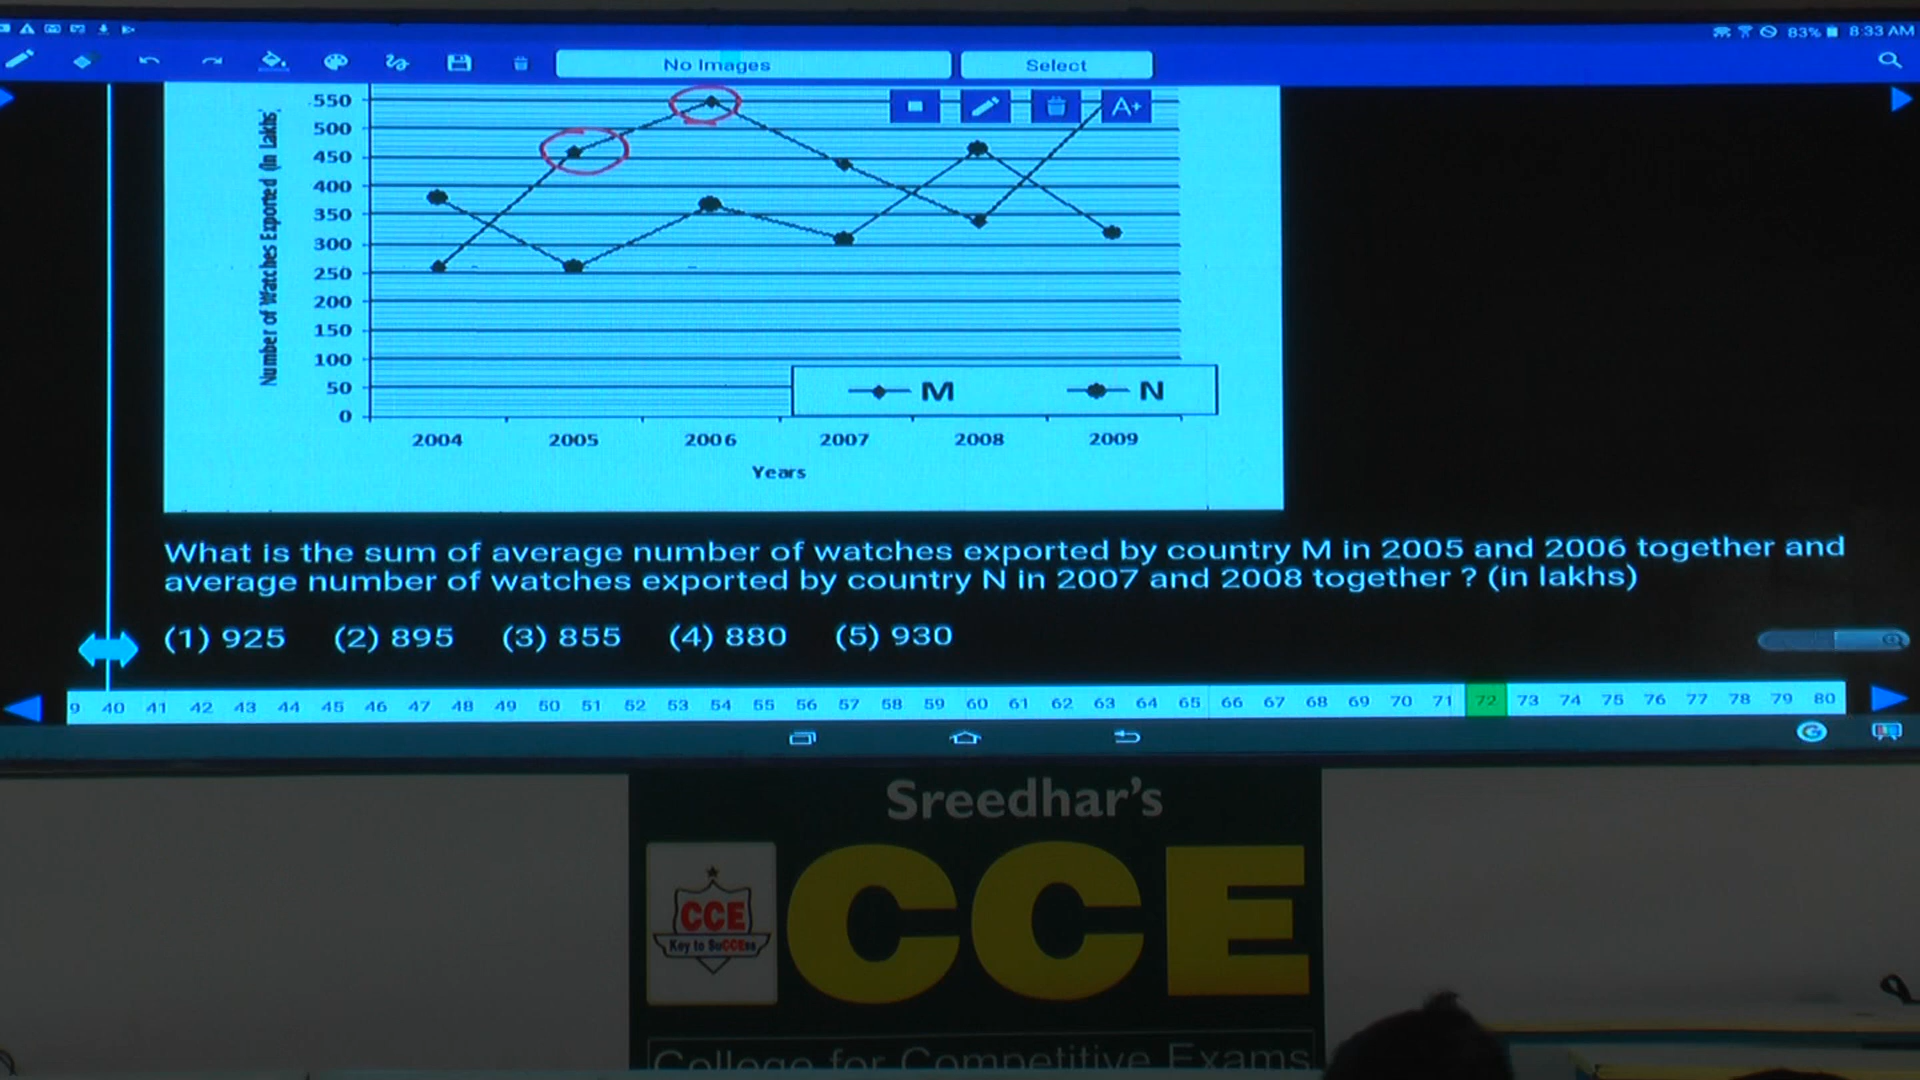 83% 8:33 AM
No Images Select
A+
Number of Watches Exported (in Lakhs)
550
500
450
400
350
300
250
200
150
100
50
0
M N
2004 2005 2006 2007 2008 2009
Years
What is the sum of average number of watches exported by country M in 2005 and 2006 together and
average number of watches exported by country N in 2007 and 2008 together ? (in lakhs)
(1) 925 (2) 895 (3) 855 (4) 880 (5) 930
9 40 41 42 43 44 45 46 47 48 49 50 51 52 53 54 55 56 57 58 59 60 61 62 63 64 65 66 67 68 69 70 71 72 73 74 75 76 77 78 79 80
G
Sreedhar's
CCE
CCE
Key to SuCCEss
College for Competitive Exams